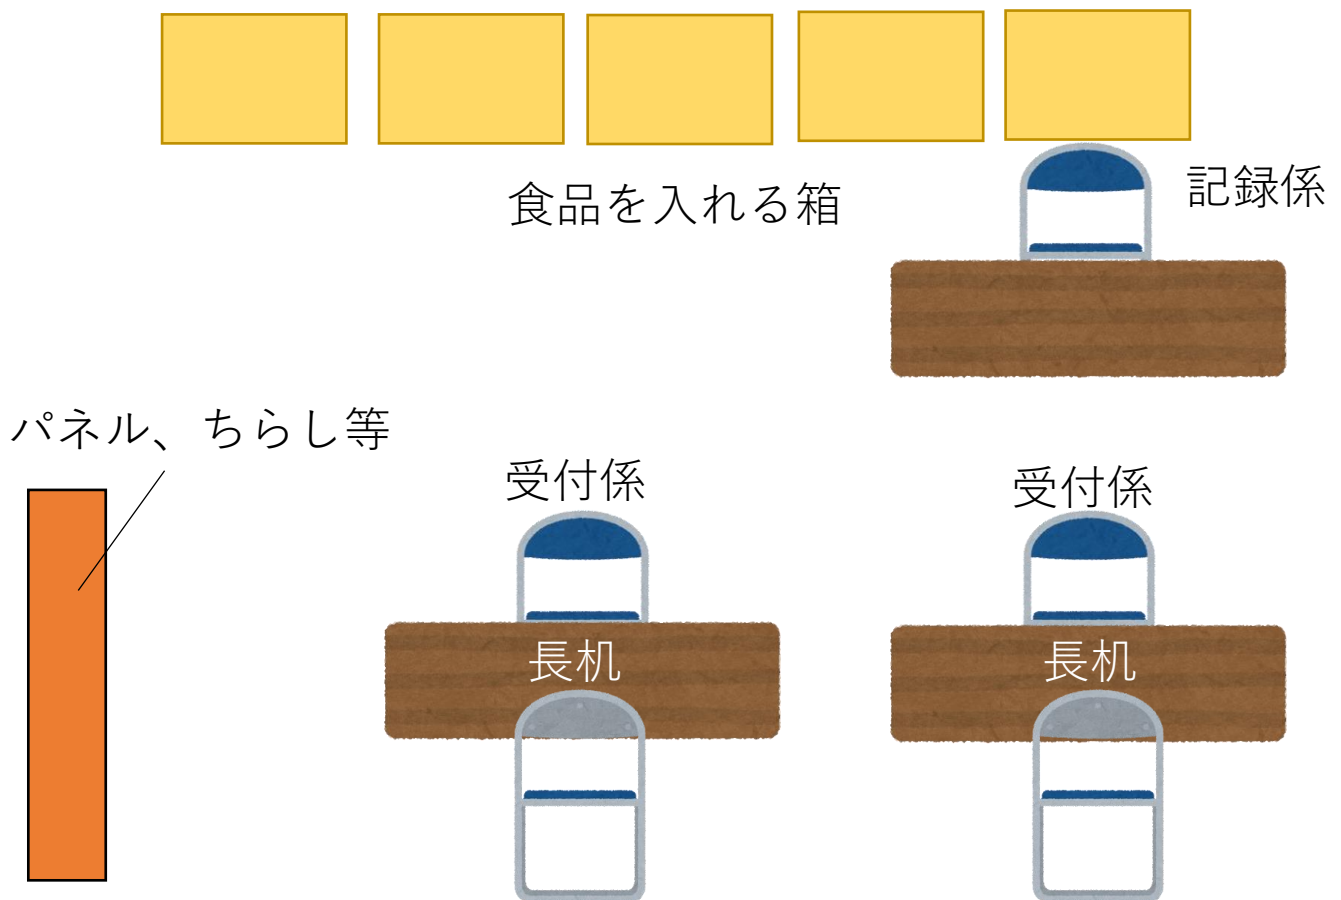 食品を入れる箱
記録係
パネル、ちらし等
受付係
受付係
長机
長机